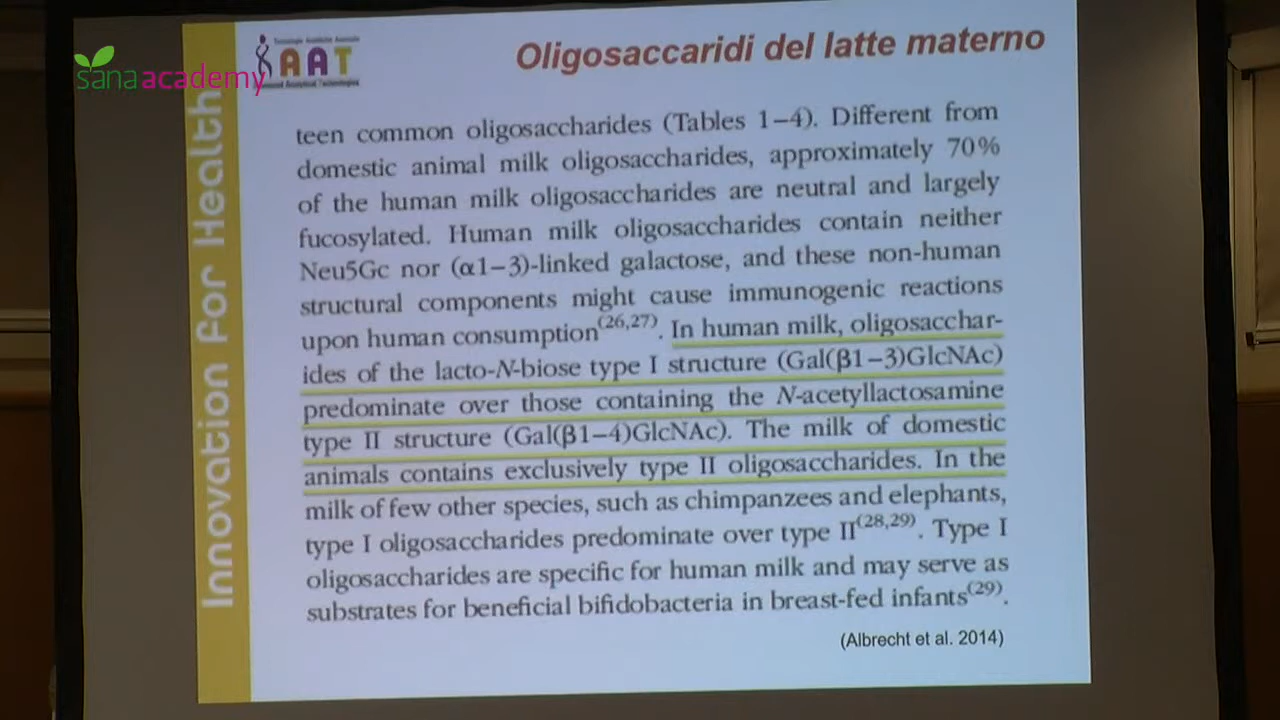 sanaacademy
AAT
Oligosaccaridi del latte materno
Innovation for Health
teen common oligosaccharides (Tables 1–4). Different from
domestic animal milk oligosaccharides, approximately 70%
of the human milk oligosaccharides are neutral and largely
fucosylated. Human milk oligosaccharides contain neither
Neu5Gc nor (α1–3)-linked galactose, and these non-human
structural components might cause immunogenic reactions
upon human consumption(26,27). In human milk, oligosacchar-
ides of the lacto-N-biose type I structure (Gal(β1–3)GlcNAc)
predominate over those containing the N-acetyllactosamine
type II structure (Gal(β1–4)GlcNAc). The milk of domestic
animals contains exclusively type II oligosaccharides. In the
milk of few other species, such as chimpanzees and elephants,
type I oligosaccharides predominate over type II(28,29). Type I
oligosaccharides are specific for human milk and may serve as
substrates for beneficial bifidobacteria in breast-fed infants(29).
(Albrecht et al. 2014)